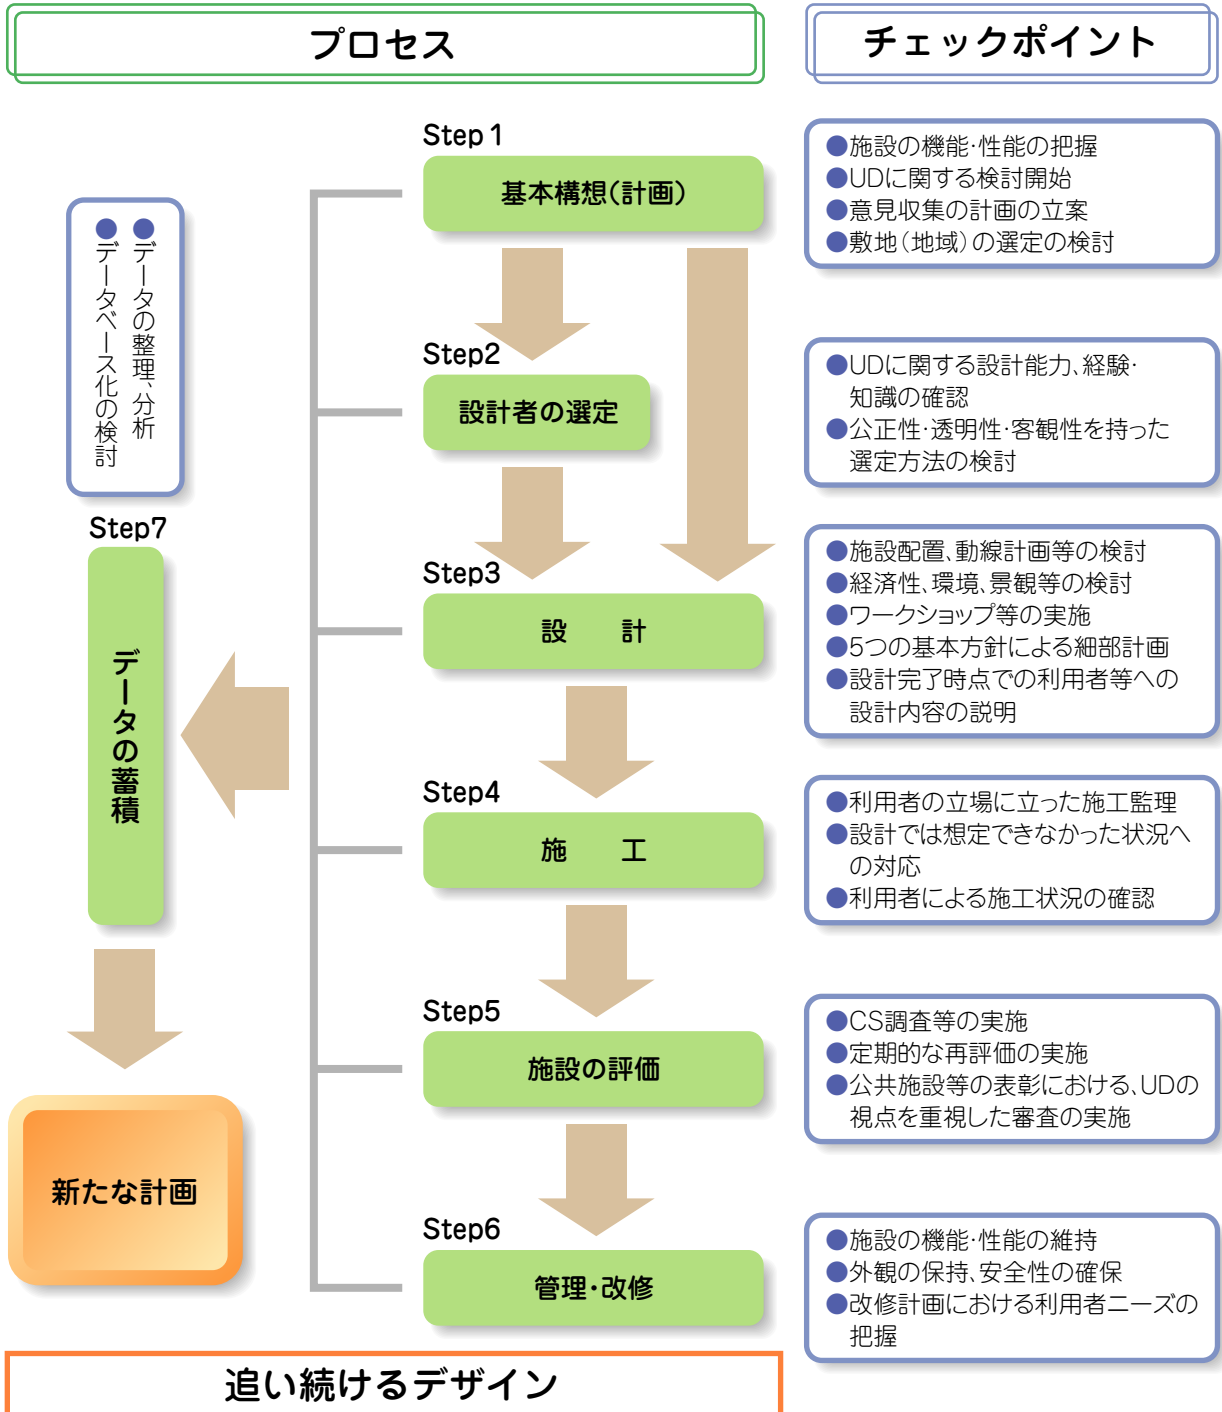 プロセス
チェックポイント
Step 1
基本構想(計画)
●施設の機能・性能の把握
●UDに関する検討開始
●意見収集の計画の立案
●敷地(地域)の選定の検討
Step2
設計者の選定
●UDに関する設計能力、経験・
知識の確認
●公正性・透明性・客観性を持った
選定方法の検討
Step3
設　計
●施設配置、動線計画等の検討
●経済性、環境、景観等の検討
●ワークショップ等の実施
●5つの基本方針による細部計画
●設計完了時点での利用者等への
設計内容の説明
Step4
施　工
●利用者の立場に立った施工監理
●設計では想定できなかった状況へ
の対応
●利用者による施工状況の確認
Step5
施設の評価
●CS調査等の実施
●定期的な再評価の実施
●公共施設等の表彰における、UDの
視点を重視した審査の実施
Step6
管理・改修
●施設の機能・性能の維持
●外観の保持、安全性の確保
●改修計画における利用者ニーズの
把握
●データの整理、分析
●データベース化の検討
Step7
データの蓄積
新たな計画
追い続けるデザイン